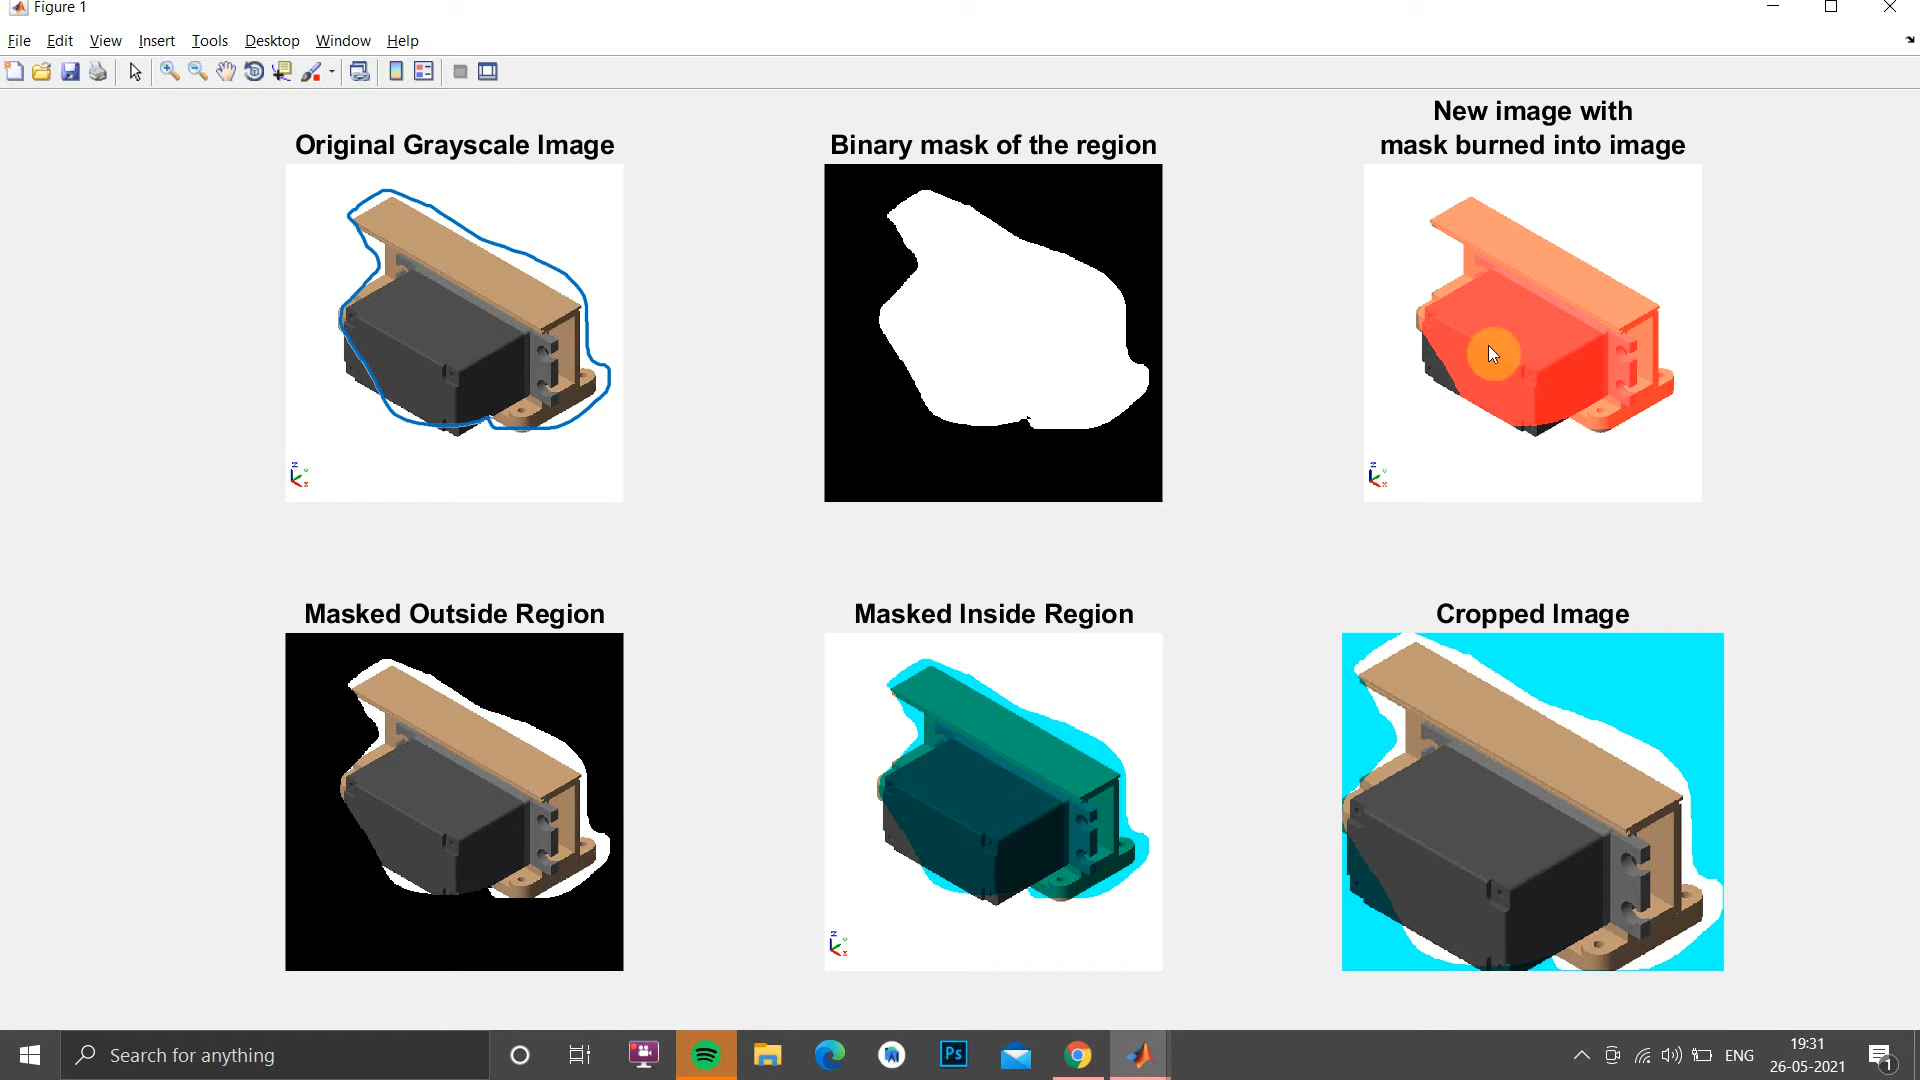 Figure 1
File Edit View Insert Tools Desktop Window Help
Original Grayscale Image
Binary mask of the region
New image with
mask burned into image
Masked Outside Region
Masked Inside Region
Cropped Image
Search for anything
Ps
ENG
19:31
26-05-2021
1